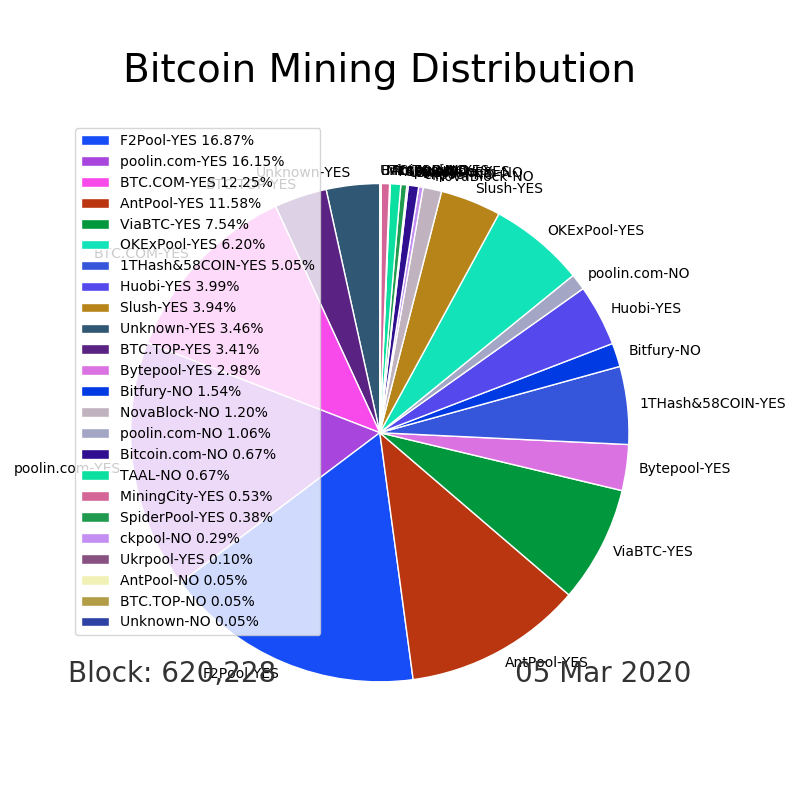 Bitcoin Mining Distribution
F2Pool-YES 16.87%
poolin.com-YES 16.15%
BTC.COM-YES 12.25%
AntPool-YES 11.58%
ViaBTC-YES 7.54%
OKExPool-YES 6.20%
1THash&58COIN-YES 5.05%
Huobi-YES 3.99%
Slush-YES 3.94%
Unknown-YES 3.46%
BTC.TOP-YES 3.41%
Bytepool-YES 2.98%
Bitfury-NO 1.54%
NovaBlock-NO 1.20%
poolin.com-NO 1.06%
Bitcoin.com-NO 0.67%
TAAL-NO 0.67%
MiningCity-YES 0.53%
SpiderPool-YES 0.38%
ckpool-NO 0.29%
Ukrpool-YES 0.10%
AntPool-NO 0.05%
BTC.TOP-NO 0.05%
Unknown-NO 0.05%
Unknown-YES
BTC.TOP-YES
BTC.COM-YES
poolin.com-YES
F2Pool-YES
AntPool-YES
ViaBTC-YES
Bytepool-YES
1THash&58COIN-YES
Bitfury-NO
Huobi-YES
poolin.com-NO
OKExPool-YES
Slush-YES
NovaBlock-NO
Block: 620,228
05 Mar 2020